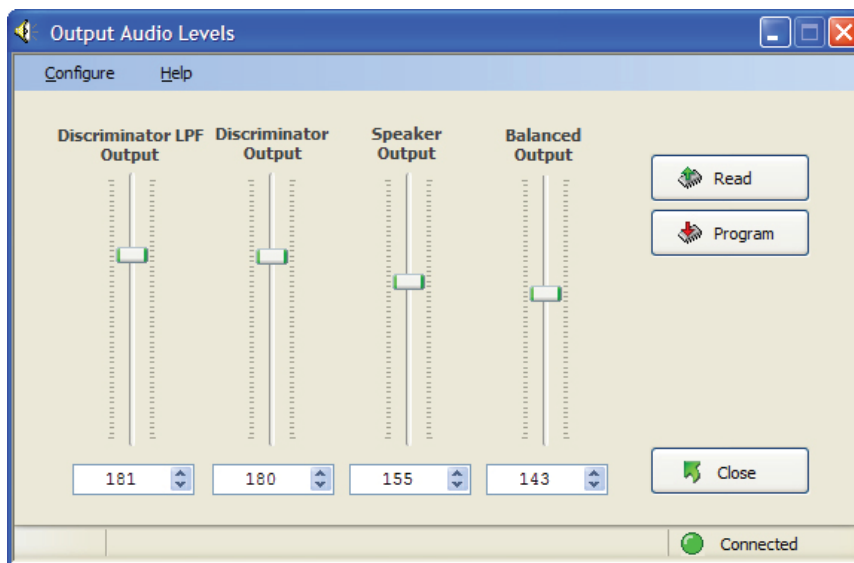 Output Audio Levels
Configure Help
Discriminator LPF Output
Discriminator Output
Speaker Output
Balanced Output
Read
Program
181
180
155
143
Close
Connected